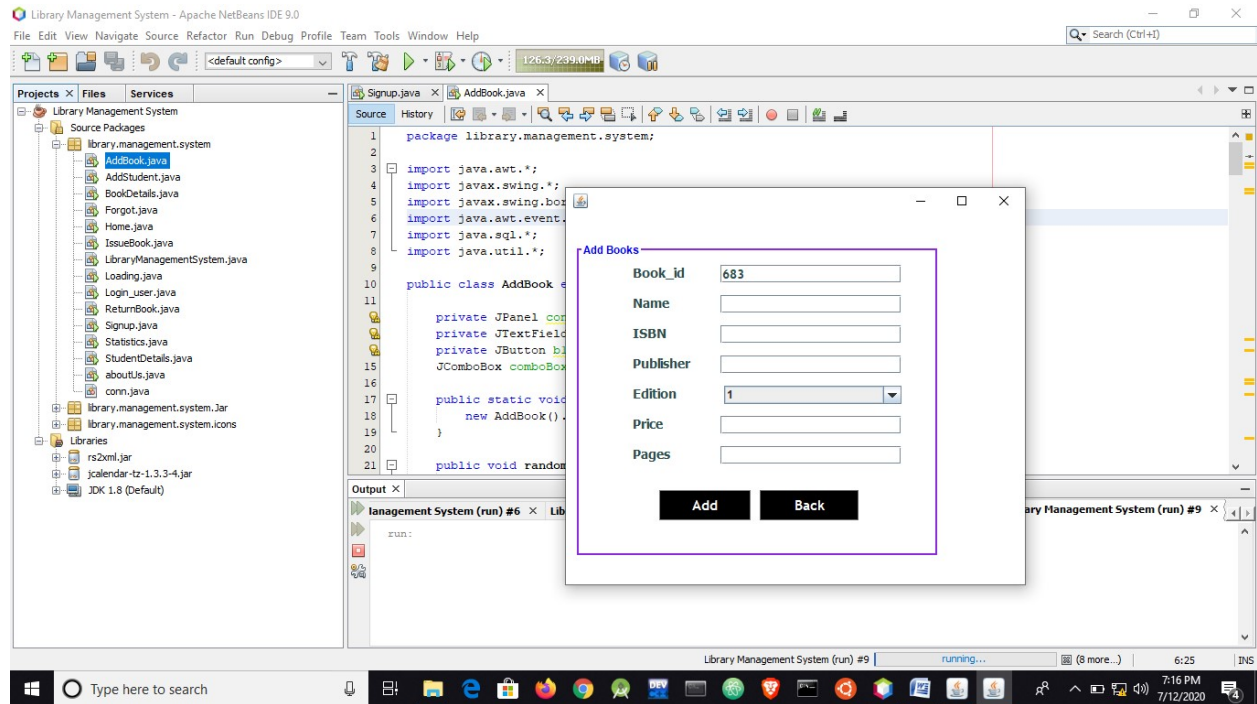 Library Management System - Apache NetBeans IDE 9.0
File Edit View Navigate Source Refactor Run Debug Profile Team Tools Window Help
Search (Ctrl+I)
<default config>
126.3/239.0MB
Projects Files Services
Library Management System
Source Packages
library.management.system
AddBook.java
AddStudent.java
BookDetails.java
Forgot.java
Home.java
IssueBook.java
LibraryManagementSystem.java
Loading.java
Login_user.java
ReturnBook.java
Signup.java
Statistics.java
StudentDetails.java
aboutUs.java
conn.java
library.management.system.Jar
library.management.system.icons
Libraries
rs2xml.jar
jcalendar-tz-1.3.3-4.jar
JDK 1.8 (Default)
Signup.java AddBook.java
Source History
1 package library.management.system;
2
3 import java.awt.*;
4 import javax.swing.*;
5 import javax.swing.bor
6 import java.awt.event.
7 import java.sql.*;
8 import java.util.*;
9
10 public class AddBook e
11
private JPanel con
private JTextField
private JButton b1
15 JComboBox comboBox
16
17 public static void
18 new AddBook().
19 }
20
21 public void random
Add Books
Book_id 683
Name
ISBN
Publisher
Edition 1
Price
Pages
Add Back
Output
lanagement System (run) #6 Lib
ary Management System (run) #9
run:
Library Management System (run) #9 running... (8 more...) 6:25 INS
Type here to search
DEV
7:16 PM
7/12/2020
4